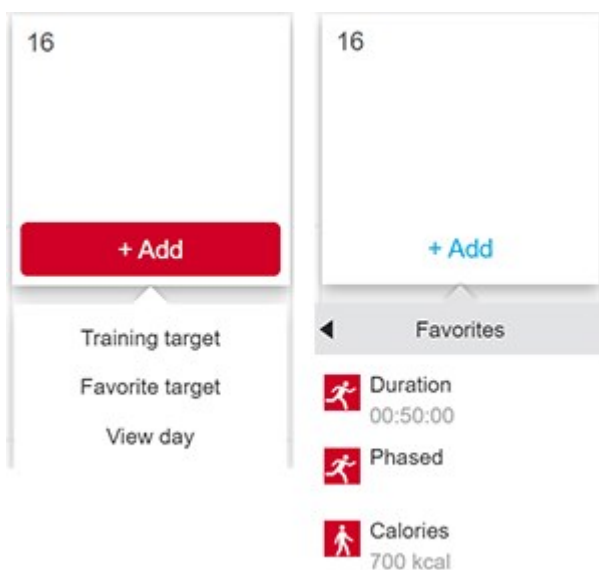 16
+ Add
Training target
Favorite target
View day
16
+ Add
Favorites
Duration
00:50:00
Phased
Calories
700 kcal